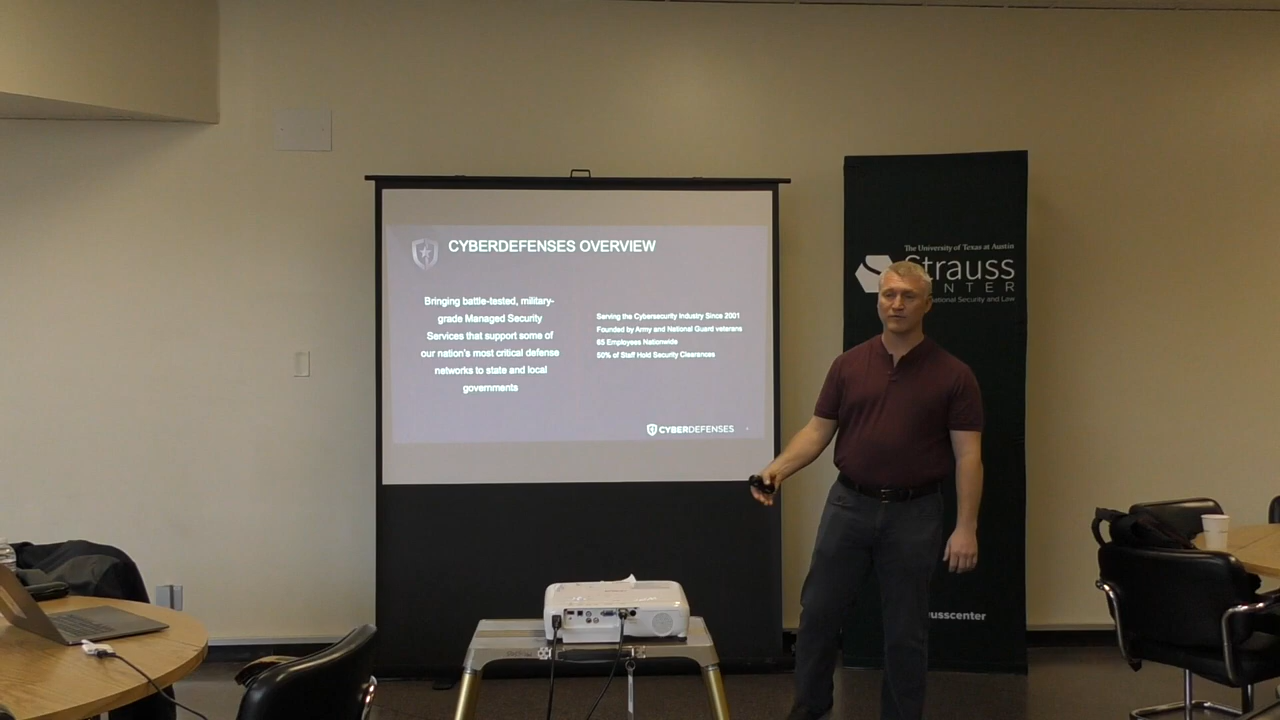 CYBERDEFENSES OVERVIEW
Bringing battle-tested, military-
grade Managed Security
Services that support some of
our nation's most critical defense
networks to state and local
governments
Serving the Cybersecurity Industry Since 2001
Founded by Army and National Guard veterans
65 Employees Nationwide
50% of Staff Hold Security Clearances
CYBERDEFENSES
The University of Texas at Austin
Strauss
ENTER
National Security and Law
usscenter